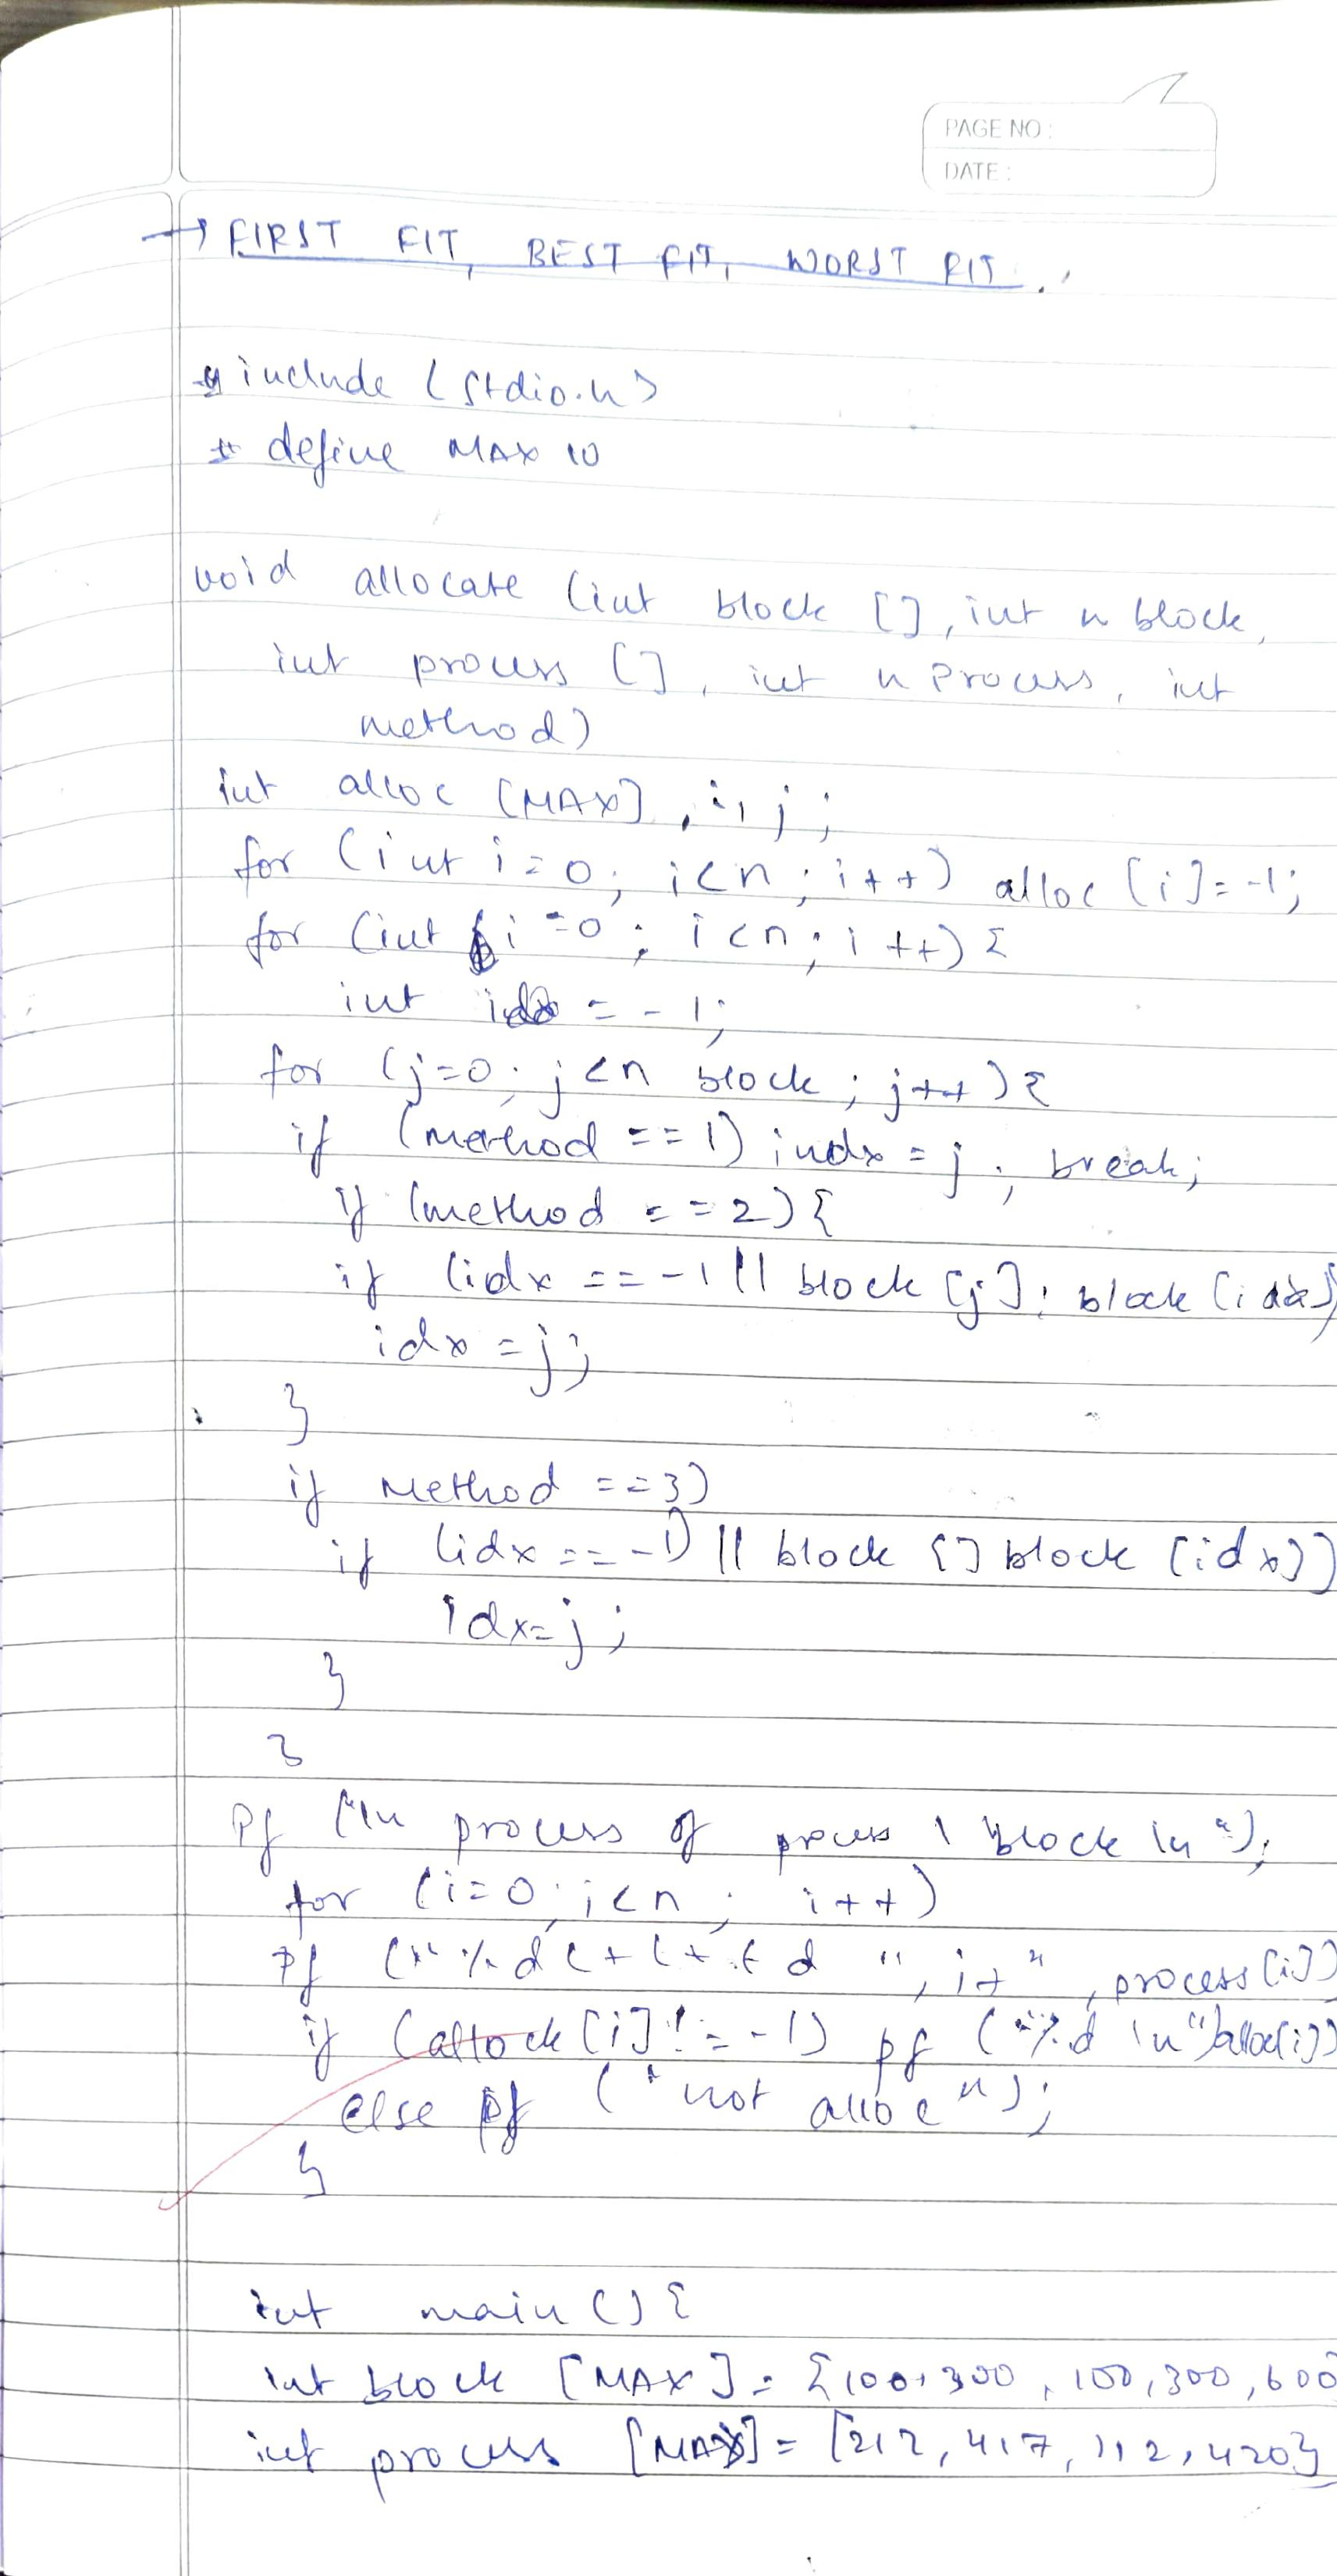 PAGE NO :
DATE :
→ FIRST FIT, BEST FIT, WORST FIT.
# include (stdio.h>
# define MAX 10
void allocate (int block [], int n block,
int process [], int n Process, int
method)
int alloc [MAX], i, j ;
for (int i=0; i<n; i++) alloc [i]=-1;
for (int i=0; i<n; i++) {
int idx = -1;
for (j=0; j<n block ; j++) {
if (method ==1) indx = j ; break;
if (method ==2) {
if (idx == -1 || block [j]: block [idx]
idx = j;
}
if method ==3)
if (idx == -1) || block [] block [idx])
idx=j;
}
}
Pf ("\n process of process \ block \n");
for (i=0; i<n ; i++)
Pf (" %d \t \t d ", i+ ", process[i])
if (allock [i] != -1) pf ("%d \n") alloc[i])
else pf (" not alloc");
}
int main () {
int block [MAX] = {100, 300, 100, 300, 600
int process [MAX] = [212, 417, 112, 420}